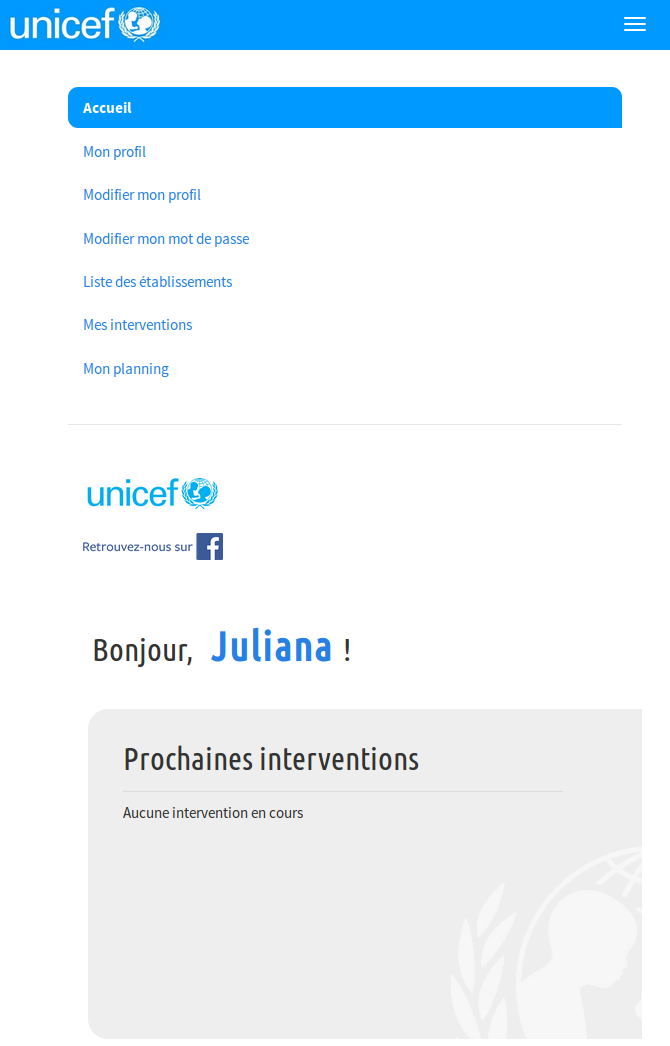 unicef
Accueil
Mon profil
Modifier mon profil
Modifier mon mot de passe
Liste des établissements
Mes interventions
Mon planning
unicef
Retrouvez-nous sur f
Bonjour, Juliana !
Prochaines interventions
Aucune intervention en cours